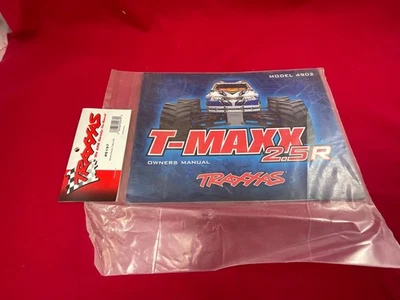 MODEL 4902
T-MAXX
2.5R
OWNERS MANUAL
TRAXXAS
TRAXXAS